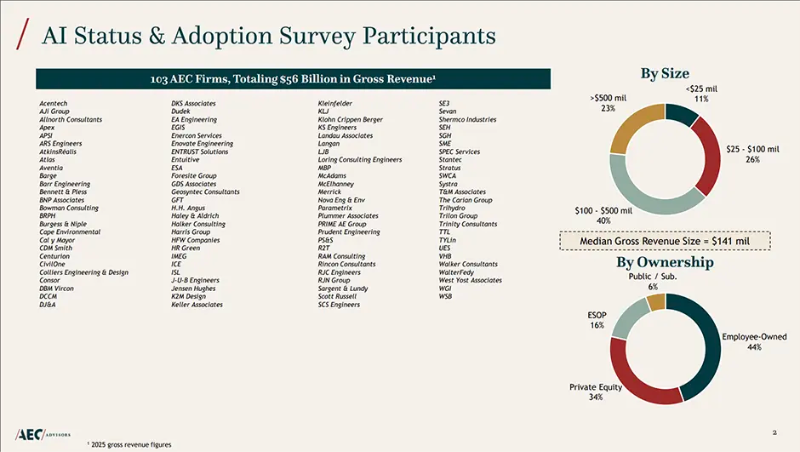 AI Status & Adoption Survey Participants
103 AEC Firms, Totaling $56 Billion in Gross Revenue¹
Acentech
AJI Group
Allnorth Consultants
Apex
APSI
ARS Engineers
AtkinsRéalis
Atlas
Aventia
Barge
Barr Engineering
Bennett & Pless
BNP Associates
Bowman Consulting
BRPH
Burgess & Niple
Cape Environmental
Cal y Mayor
CDM Smith
Centurion
CivilOne
Colliers Engineering & Design
Consor
DBM Vircon
DCCM
DJ&A
DKS Associates
Dudek
EA Engineering
EGIS
Enercon Services
Enovate Engineering
ENTRUST Solutions
Entuitive
ESA
Foresite Group
GDS Associates
Geosyntec Consultants
GFT
H.H. Angus
Haley & Aldrich
Halker Consulting
Harris Group
HFW Companies
HR Green
IMEG
ICE
ISL
J-U-B Engineers
Jensen Hughes
K2M Design
Keller Associates
Kleinfelder
KLJ
Klohn Crippen Berger
KS Engineers
Landau Associates
Langan
LJB
Loring Consulting Engineers
MBP
McAdams
McElhanney
Merrick
Nova Eng & Env
Parametrix
Plummer Associates
PRIME AE Group
Prudent Engineering
PS&S
R2T
RAM Consulting
Rincon Consultants
RJC Engineers
RJN Group
Sargent & Lundy
Scott Russell
SCS Engineers
SE3
Sevan
Shermco Industries
SEH
SGH
SME
SPEC Services
Stantec
Stratus
SWCA
Systra
T&M Associates
The Carian Group
Trihydro
Trilon Group
Trinity Consultants
TTL
TYLin
UES
VHB
Walker Consultants
WalterFedy
West Yost Associates
WGI
WSB
By Size
<$25 mil
11%
>$500 mil
23%
$25 - $100 mil
26%
$100 - $500 mil
40%
Median Gross Revenue Size = $141 mil
By Ownership
Public / Sub.
6%
ESOP
16%
Employee-Owned
44%
Private Equity
34%
/AEC/ ADVISORS
¹ 2025 gross revenue figures
2